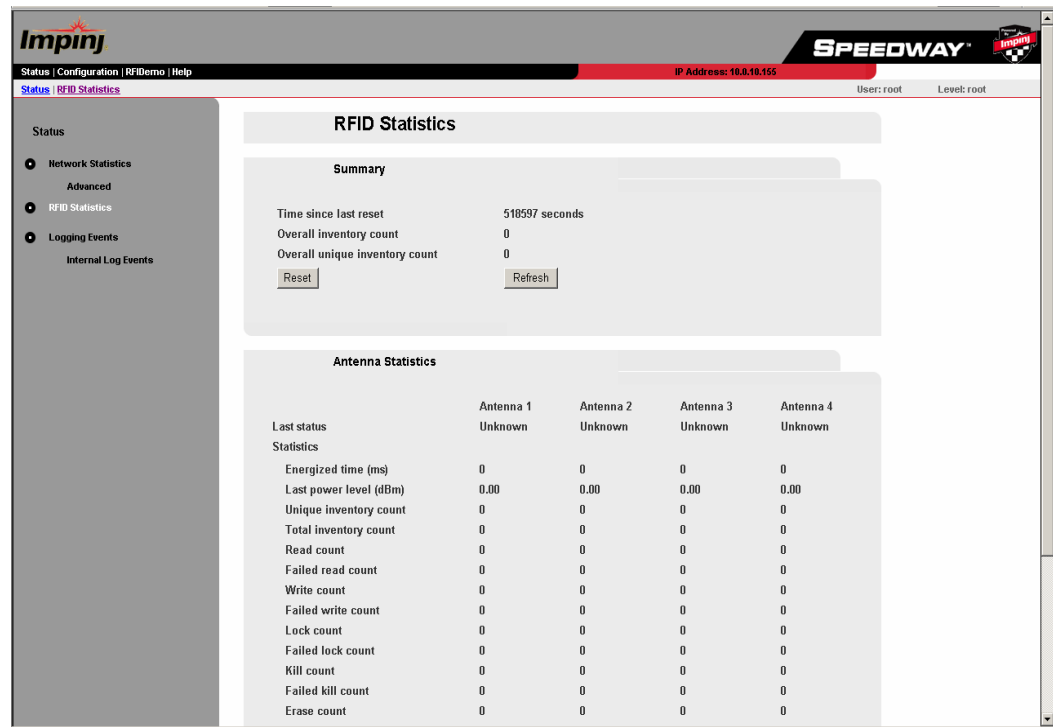 Impinj
SPEEDWAY™
Powered By Impinj
Status | Configuration | RFIDemo | Help
IP Address: 10.0.10.155
Status | RFID Statistics
User: root Level: root
Status
Network Statistics
Advanced
RFID Statistics
Logging Events
Internal Log Events
RFID Statistics
Summary
Time since last reset 518597 seconds
Overall inventory count 0
Overall unique inventory count 0
Reset Refresh
Antenna Statistics
Antenna 1 Antenna 2 Antenna 3 Antenna 4
Last status Unknown Unknown Unknown Unknown
Statistics
Energized time (ms) 0 0 0 0
Last power level (dBm) 0.00 0.00 0.00 0.00
Unique inventory count 0 0 0 0
Total inventory count 0 0 0 0
Read count 0 0 0 0
Failed read count 0 0 0 0
Write count 0 0 0 0
Failed write count 0 0 0 0
Lock count 0 0 0 0
Failed lock count 0 0 0 0
Kill count 0 0 0 0
Failed kill count 0 0 0 0
Erase count 0 0 0 0